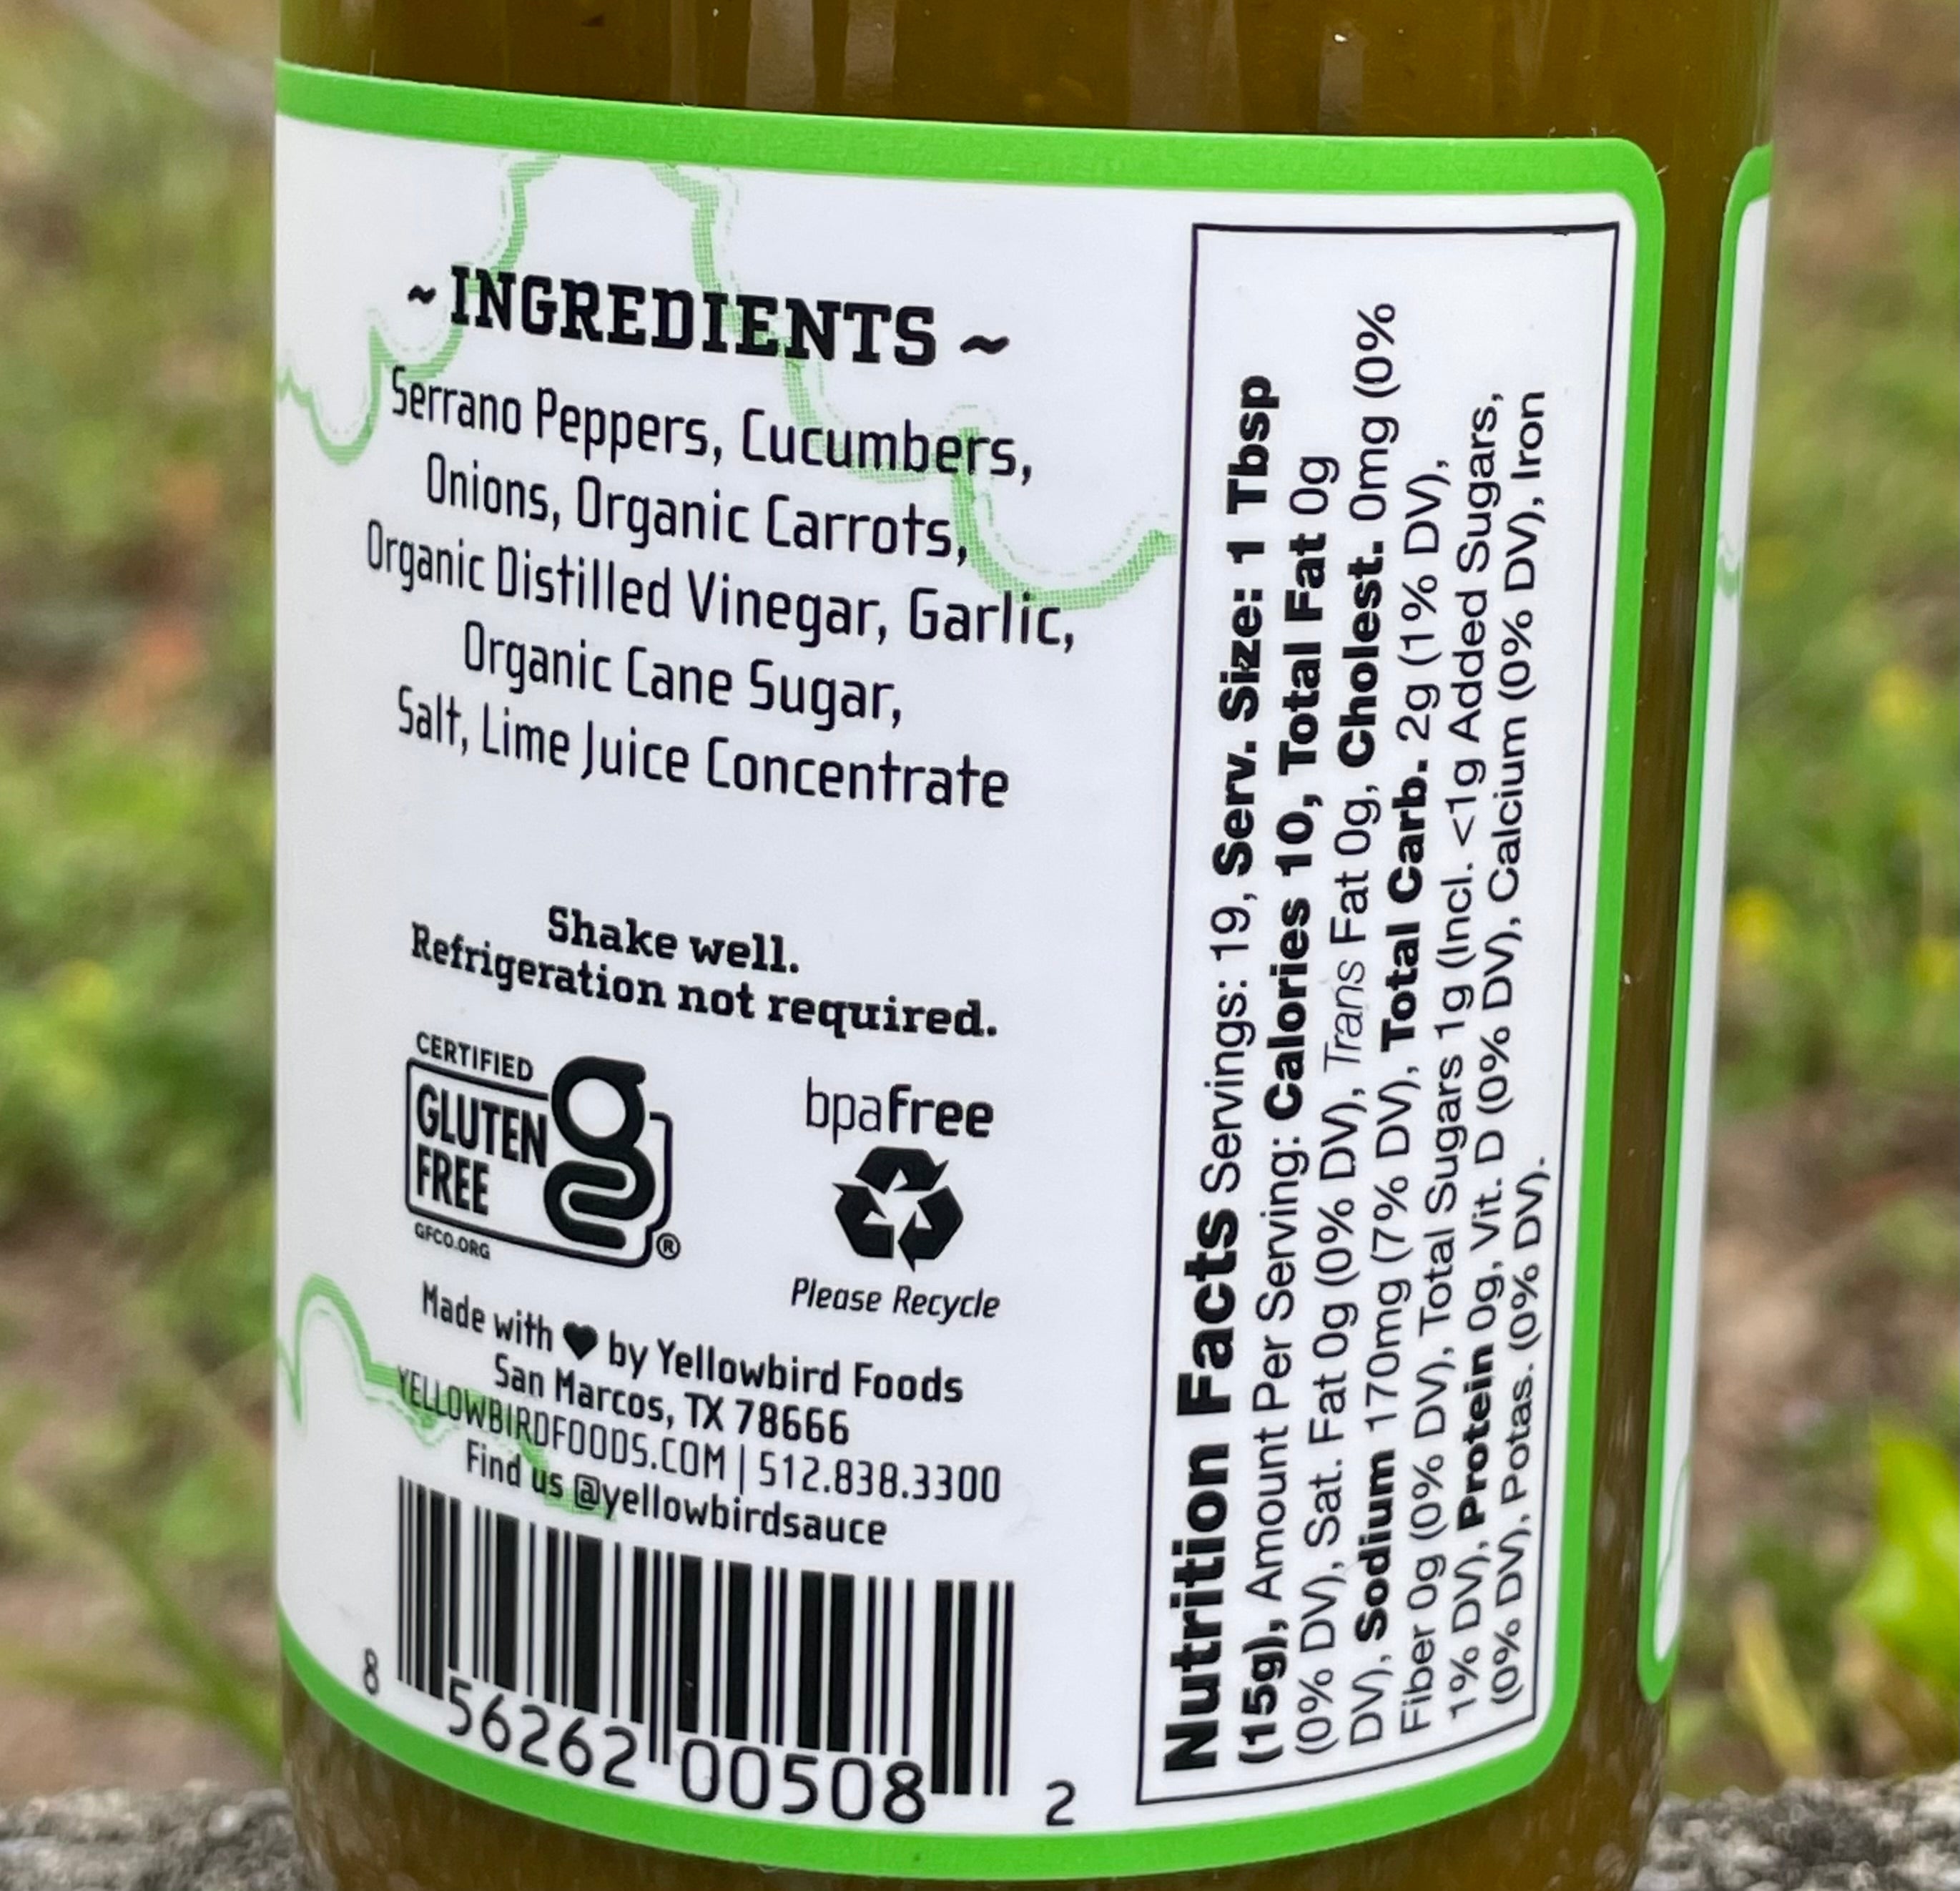 ~ INGREDIENTS ~
Serrano Peppers, Cucumbers,
Onions, Organic Carrots,
Organic Distilled Vinegar, Garlic,
Organic Cane Sugar,
Salt, Lime Juice Concentrate
Shake well.
Refrigeration not required.
CERTIFIED
GLUTEN
FREE
g
®
GFCO.ORG
bpafree
Please Recycle
Made with ♥ by Yellowbird Foods
San Marcos, TX 78666
YELLOWBIRDFOODS.COM | 512.838.3300
Find us @yellowbirdsauce
8 56262 00508 2
Nutrition Facts Servings: 19, Serv. Size: 1 Tbsp
(15g), Amount Per Serving: Calories 10, Total Fat 0g
(0% DV), Sat. Fat 0g (0% DV), Trans Fat 0g, Cholest. 0mg (0%
DV), Sodium 170mg (7% DV), Total Carb. 2g (1% DV),
Fiber 0g (0% DV), Total Sugars 1g (Incl. <1g Added Sugars,
1% DV), Protein 0g, Vit. D (0% DV), Calcium (0% DV), Iron
(0% DV), Potas. (0% DV).